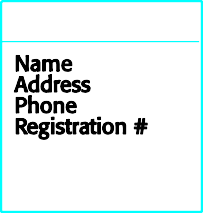 Name
Address
Phone
Registration #